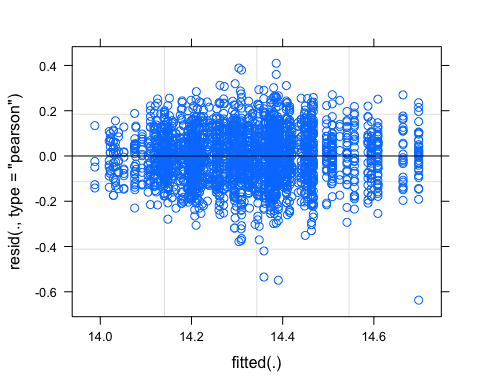 resid(., type = "pearson")
0.4
0.2
0.0
-0.2
-0.4
-0.6
14.0 14.2 14.4 14.6
fitted(.)